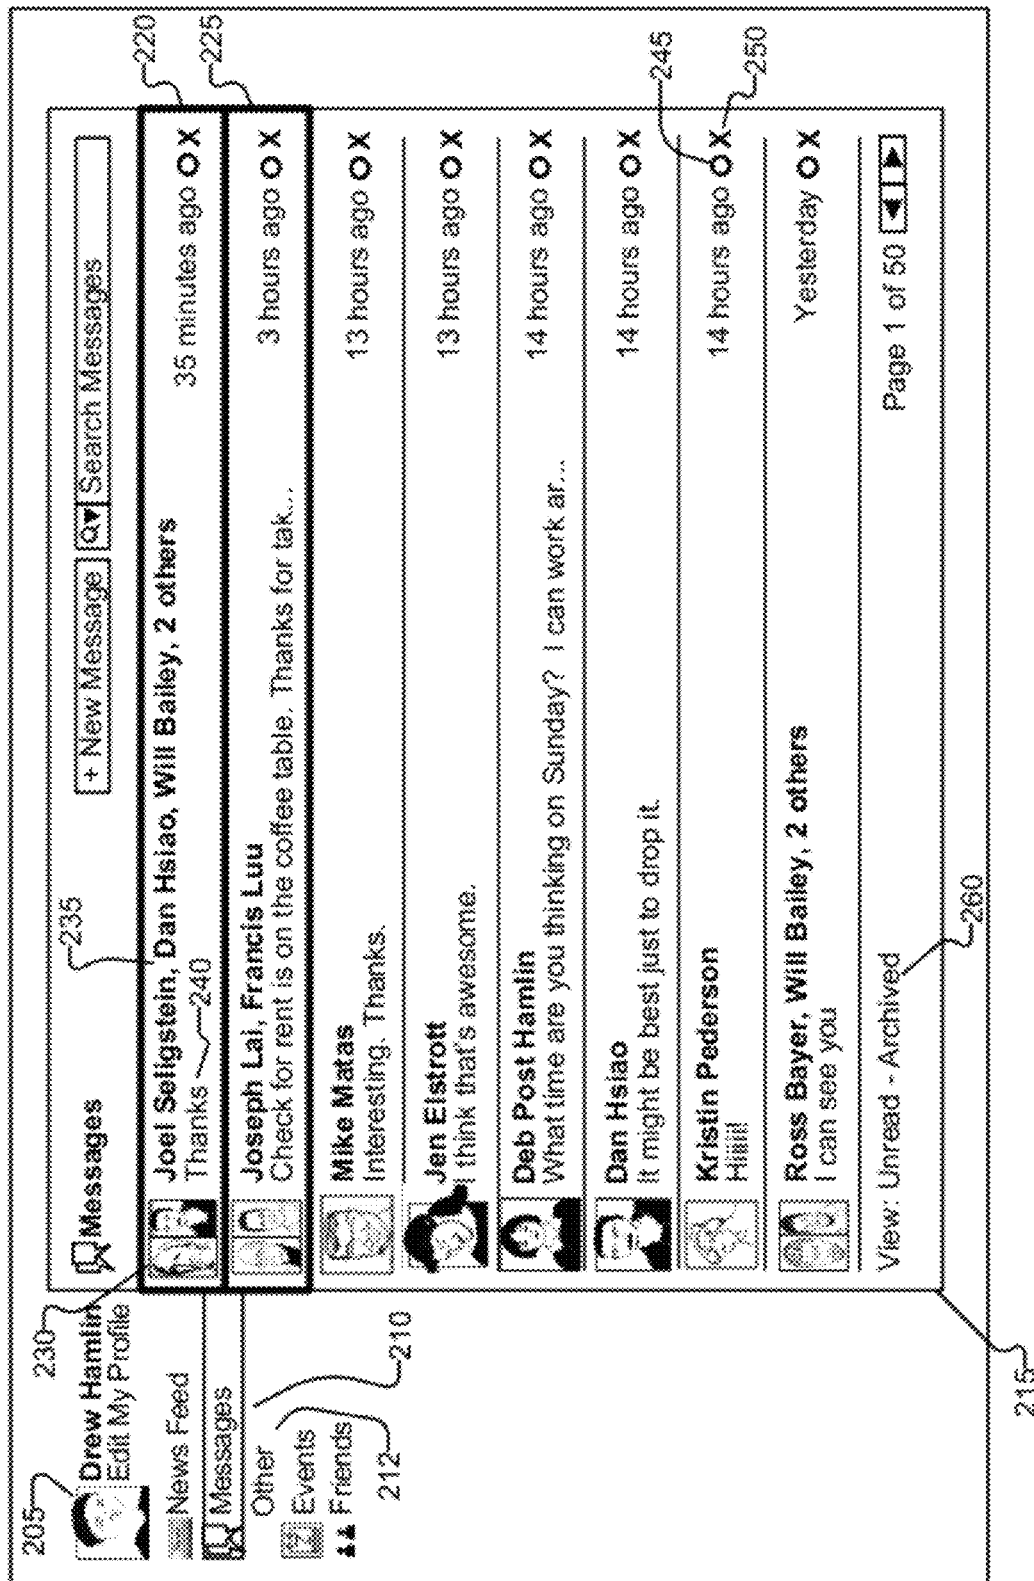 205
Drew Hamlin
Edit My Profile
News Feed
Messages
Other
Events
Friends
212
210
230
Messages
235
+ New Message
Q▾ Search Messages
Joel Seligstein, Dan Hsiao, Will Bailey, 2 others
Thanks
240
35 minutes ago O X
220
Joseph Lai, Francis Luu
Check for rent is on the coffee table. Thanks for tak...
3 hours ago O X
225
Mike Matas
Interesting. Thanks.
13 hours ago O X
Jen Elstrott
I think that's awesome.
13 hours ago O X
Deb Post Hamlin
What time are you thinking on Sunday? I can work ar...
14 hours ago O X
Dan Hsiao
It might be best just to drop it.
14 hours ago O X
245
Kristin Pederson
Hiiii!
14 hours ago O X
250
Ross Bayer, Will Bailey, 2 others
I can see you
Yesterday O X
View: Unread - Archived
260
Page 1 of 50 ◀ ▶
215